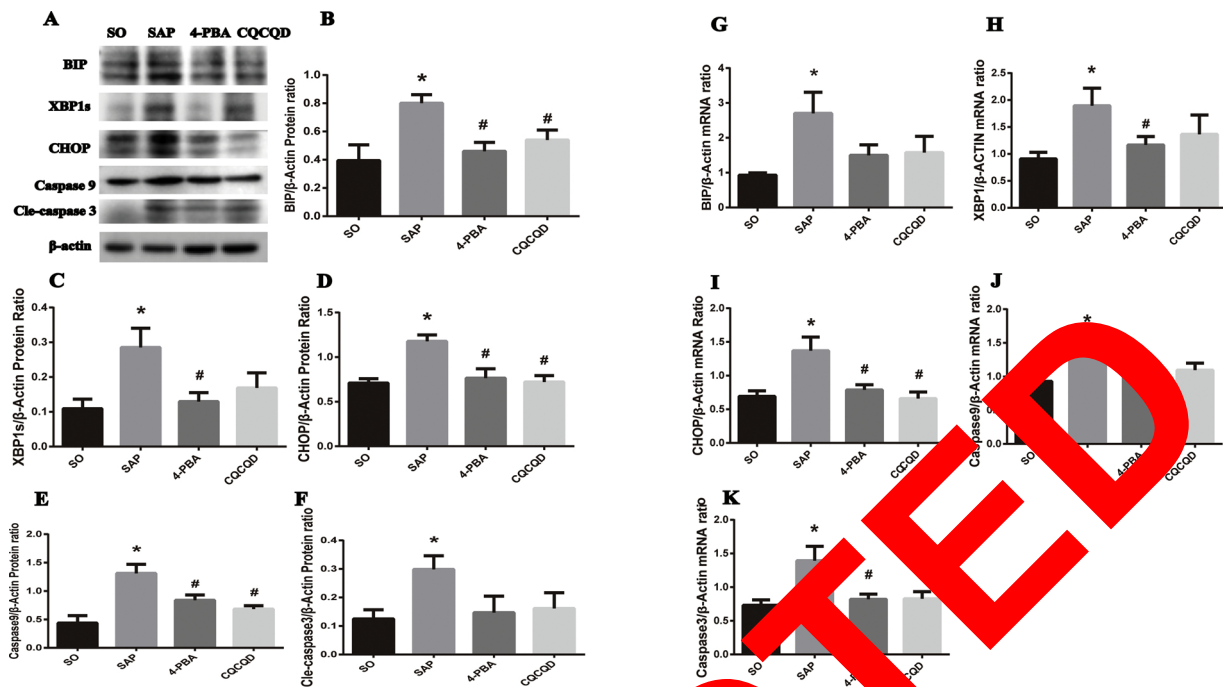 A
SO SAP 4-PBA CQCQD
BIP
XBP1s
CHOP
Caspase 9
Cle-caspase 3
β-actin
B
BIP/β-Actin Protein ratio
1.0
0.8
0.6
0.4
0.2
0.0
* # #
SO SAP 4-PBA CQCQD
G
BIP/β-Actin mRNA ratio
4
3
2
1
0
*
SO SAP 4-PBA CQCQD
H
XBP1/β-ACTIN mRNA ratio
2.5
2.0
1.5
1.0
0.5
0.0
* #
SO SAP 4-PBA CQCQD
C
XBP1s/β-Actin Protein Ratio
0.4
0.3
0.2
0.1
0.0
* #
SO SAP 4-PBA CQCQD
D
CHOP/β-Actin Protein Ratio
1.5
1.0
0.5
0.0
* # #
SO SAP 4-PBA CQCQD
I
CHOP/β-Actin mRNA Ratio
2.0
1.5
1.0
0.5
0.0
* # #
SO SAP 4-PBA CQCQD
J
Caspase9/β-Actin mRNA ratio
2.0
1.5
1.0
0.0
*
SO 4-PBA CQCQD
E
Caspase9/β-Actin Protein ratio
2.0
1.5
1.0
0.5
0.0
* # #
SO SAP 4-PBA CQCQD
F
Cle-caspase3/β-Actin Protein ratio
0.4
0.3
0.2
0.1
0.0
*
SO SAP 4-PBA CQCQD
K
Caspase3/β-Actin mRNA ratio
2.0
1.5
1.0
0.5
0.0
* #
SO CQCQD
TED